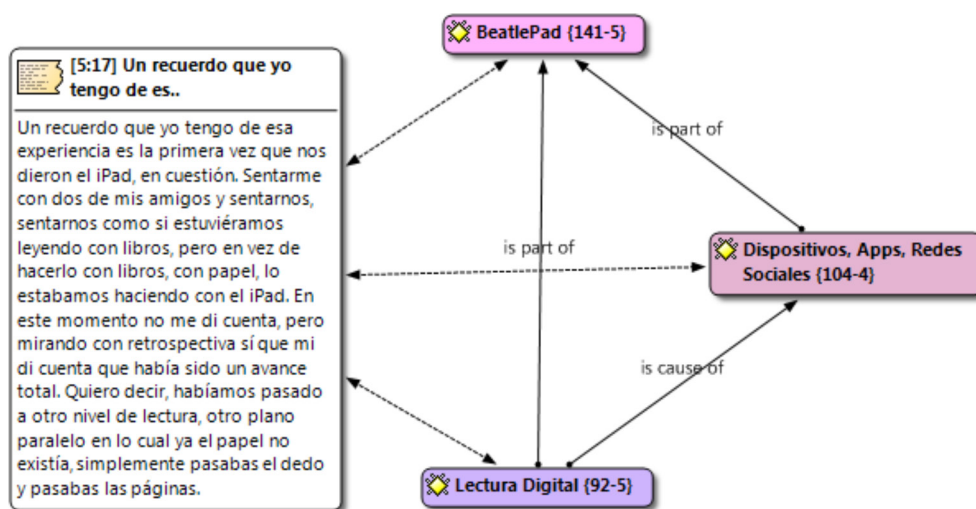 BeatlePad {141-5}
[5:17] Un recuerdo que yo
tengo de es..
Un recuerdo que yo tengo de esa
experiencia es la primera vez que nos
dieron el iPad, en cuestión. Sentarme
con dos de mis amigos y sentarnos,
sentarnos como si estuviéramos
leyendo con libros, pero en vez de
hacerlo con libros, con papel, lo
estabamos haciendo con el iPad. En
este momento no me di cuenta, pero
mirando con retrospectiva sí que mi
di cuenta que había sido un avance
total. Quiero decir, habíamos pasado
a otro nivel de lectura, otro plano
paralelo en lo cual ya el papel no
existía, simplemente pasabas el dedo
y pasabas las páginas.
is part of
is part of
Dispositivos, Apps, Redes
Sociales {104-4}
is cause of
Lectura Digital {92-5}